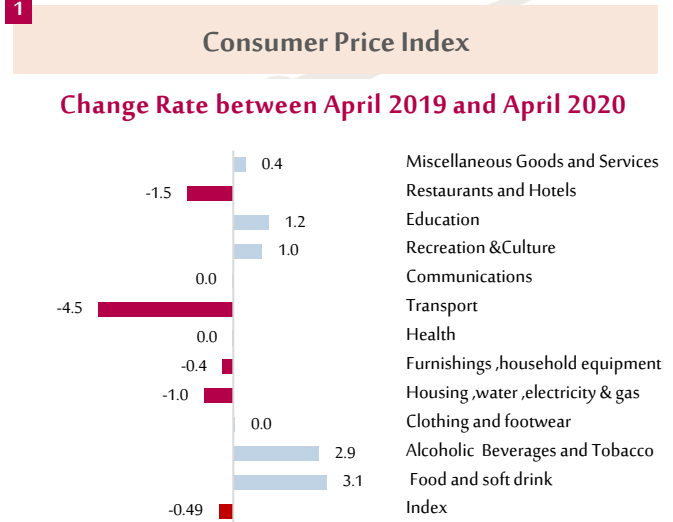 1
Consumer Price Index
Change Rate between April 2019 and April 2020
0.4 Miscellaneous Goods and Services
-1.5 Restaurants and Hotels
1.2 Education
1.0 Recreation &Culture
0.0 Communications
-4.5 Transport
0.0 Health
-0.4 Furnishings ,household equipment
-1.0 Housing ,water ,electricity & gas
0.0 Clothing and footwear
2.9 Alcoholic Beverages and Tobacco
3.1 Food and soft drink
-0.49 Index